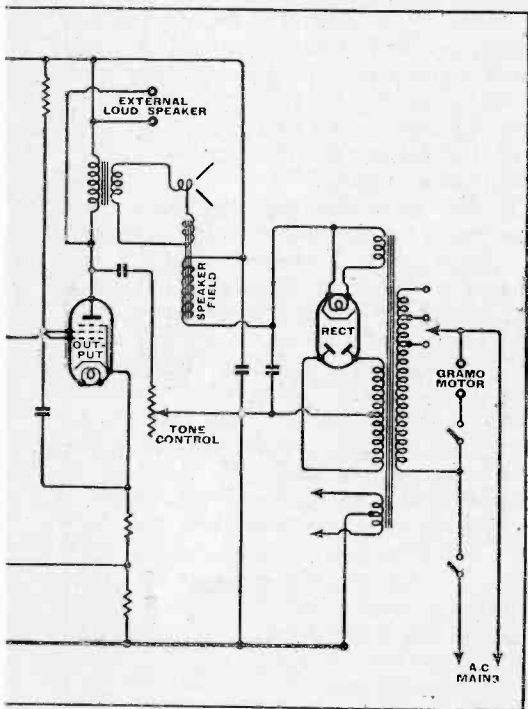 EXTERNAL
LOUD SPEAKER
SPEAKER
FIELD
OUT-
PUT
RECT
TONE
CONTROL
GRAMO
MOTOR
A.C
MAINS